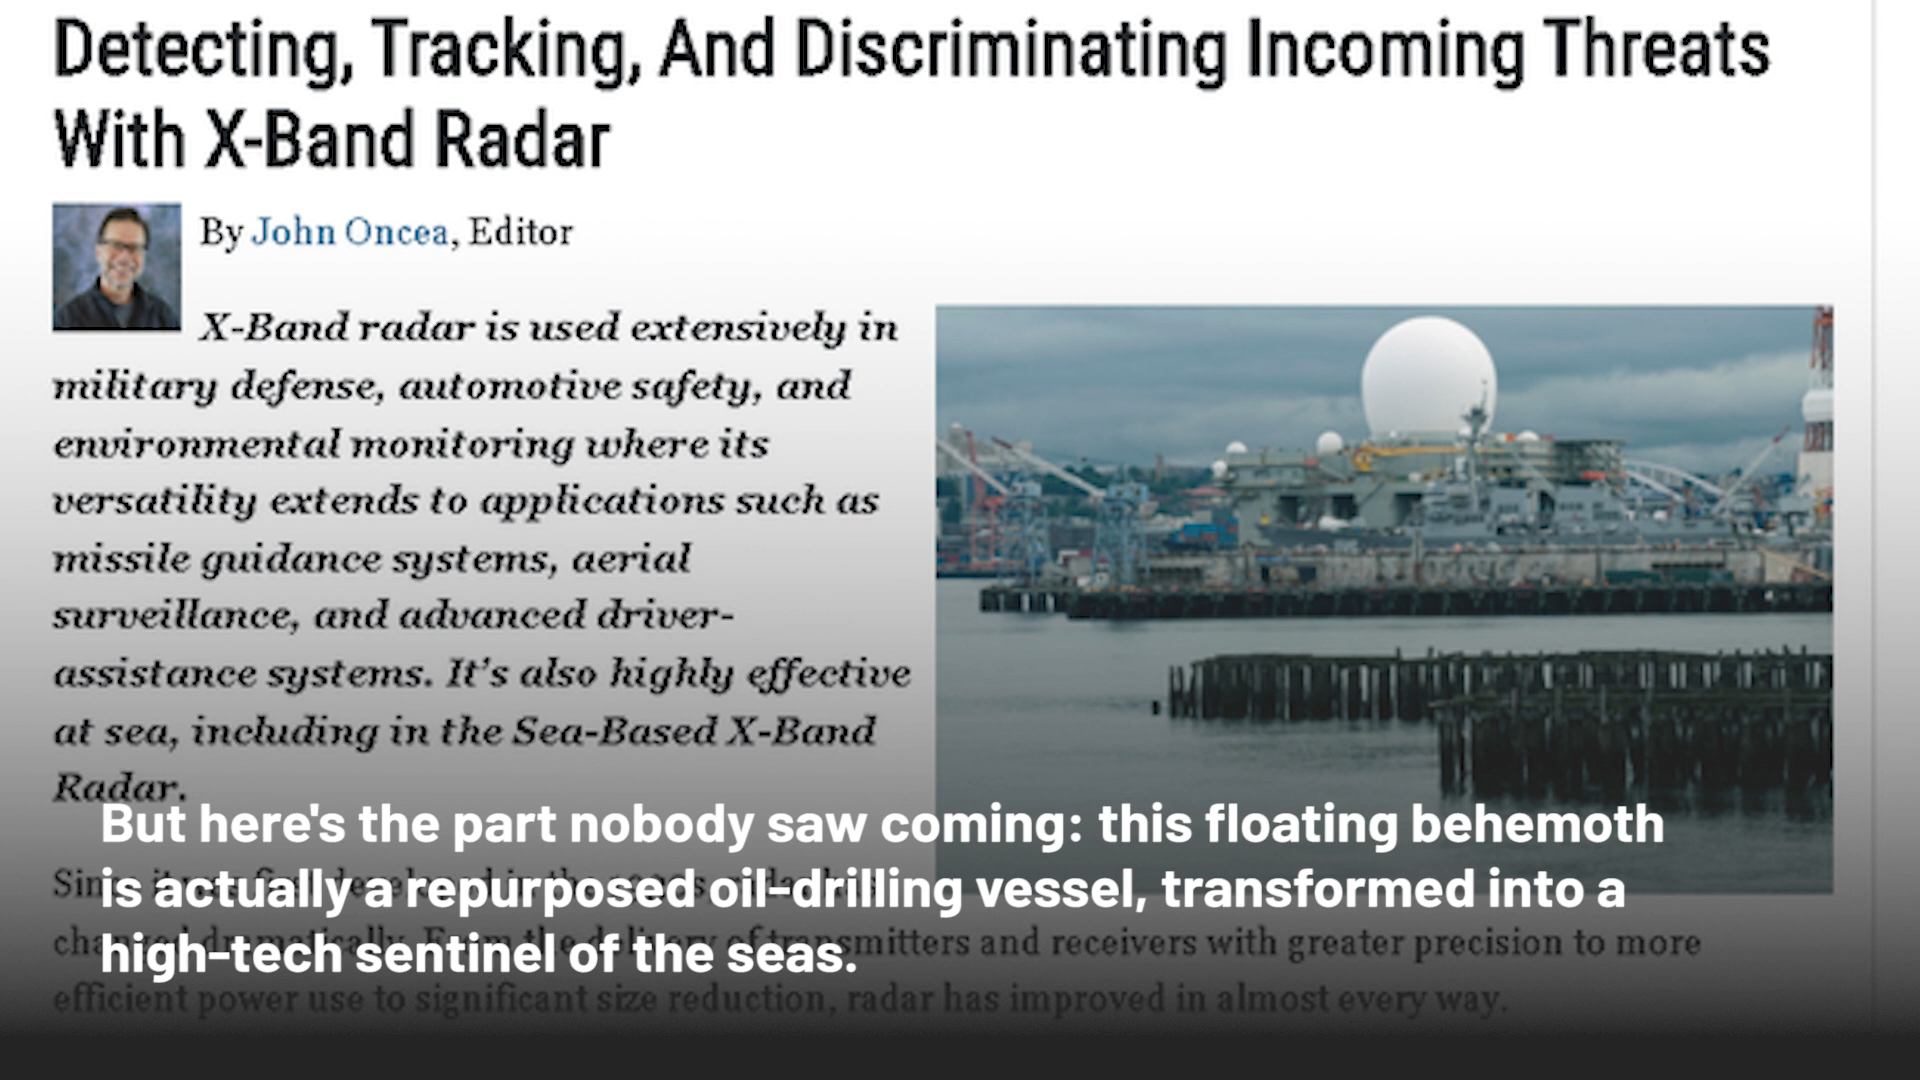 Detecting, Tracking, And Discriminating Incoming Threats
With X-Band Radar
By John Oncea, Editor
X-Band radar is used extensively in
military defense, automotive safety, and
environmental monitoring where its
versatility extends to applications such as
missile guidance systems, aerial
surveillance, and advanced driver-
assistance systems. It's also highly effective
at sea, including in the Sea-Based X-Band
Radar.
But here's the part nobody saw coming: this floating behemoth
is actually a repurposed oil-drilling vessel, transformed into a
high-tech sentinel of the seas.
transmitters and receivers with greater precision to more
efficient power use to significant size reduction, radar has improved in almost every way.